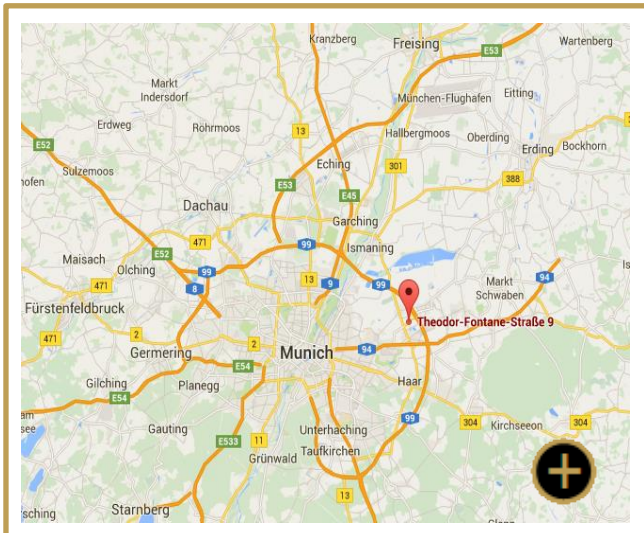 Kranzberg
Freising
E53
Wartenberg
Markt
Indersdorf
München-Flughafen
Eitting
Erdweg
Röhrmoos
13
Hallbergmoos
Oberding
Bockhorn
E52
Sulzemoos
Eching
301
Erding
388
E53
E45
Dachau
Garching
471
99
Ismaning
Maisach
Olching
E52
99
8
13
9
99
94
Markt
Schwaben
471
Fürstenfeldbruck
471
2
Theodor-Fontane-Straße 9
Germering
2
Munich
94
E54
Gilching
Planegg
Haar
E54
99
304
304
Gauting
E533
11
Unterhaching
Kirchseeon
Taufkirchen
Grünwald
13
Starnberg